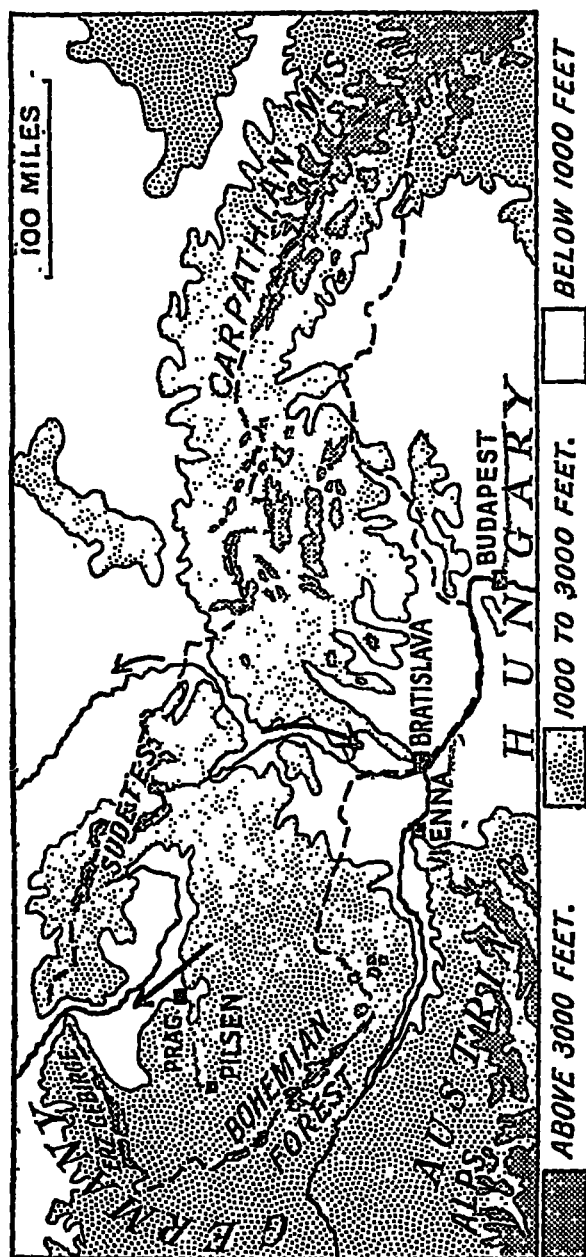 100 MILES
CARPATHIAN MTS
SUDETES
GERMANY
ERZ GEBIRGE
PRAG
PILSEN
BOHEMIAN
FOREST
BRATISLAVA
VIENNA
BUDAPEST
HUNGARY
AUSTRIA
ALPS
ABOVE 3000 FEET.
1000 TO 3000 FEET.
BELOW 1000 FEET